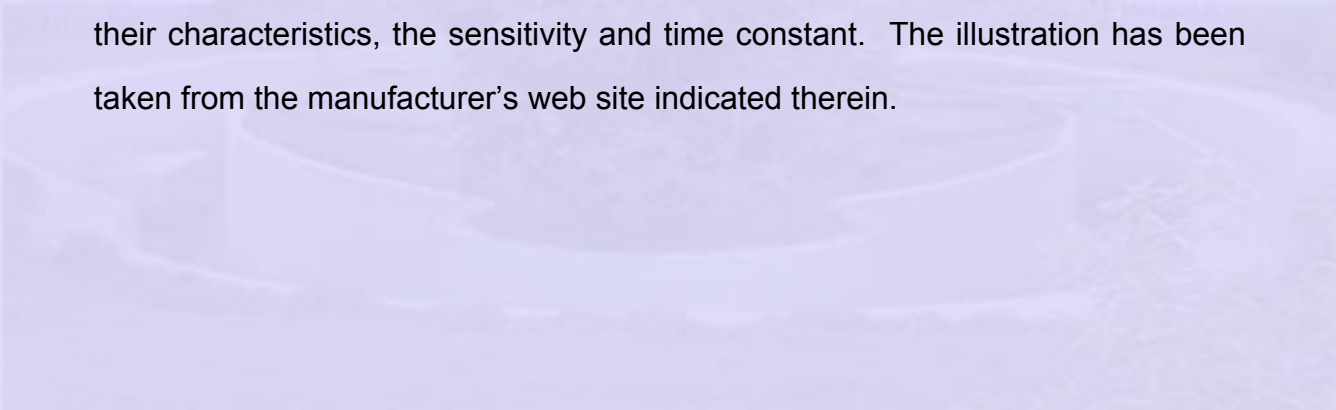 their characteristics, the sensitivity and time constant. The illustration has been
taken from the manufacturer’s web site indicated therein.